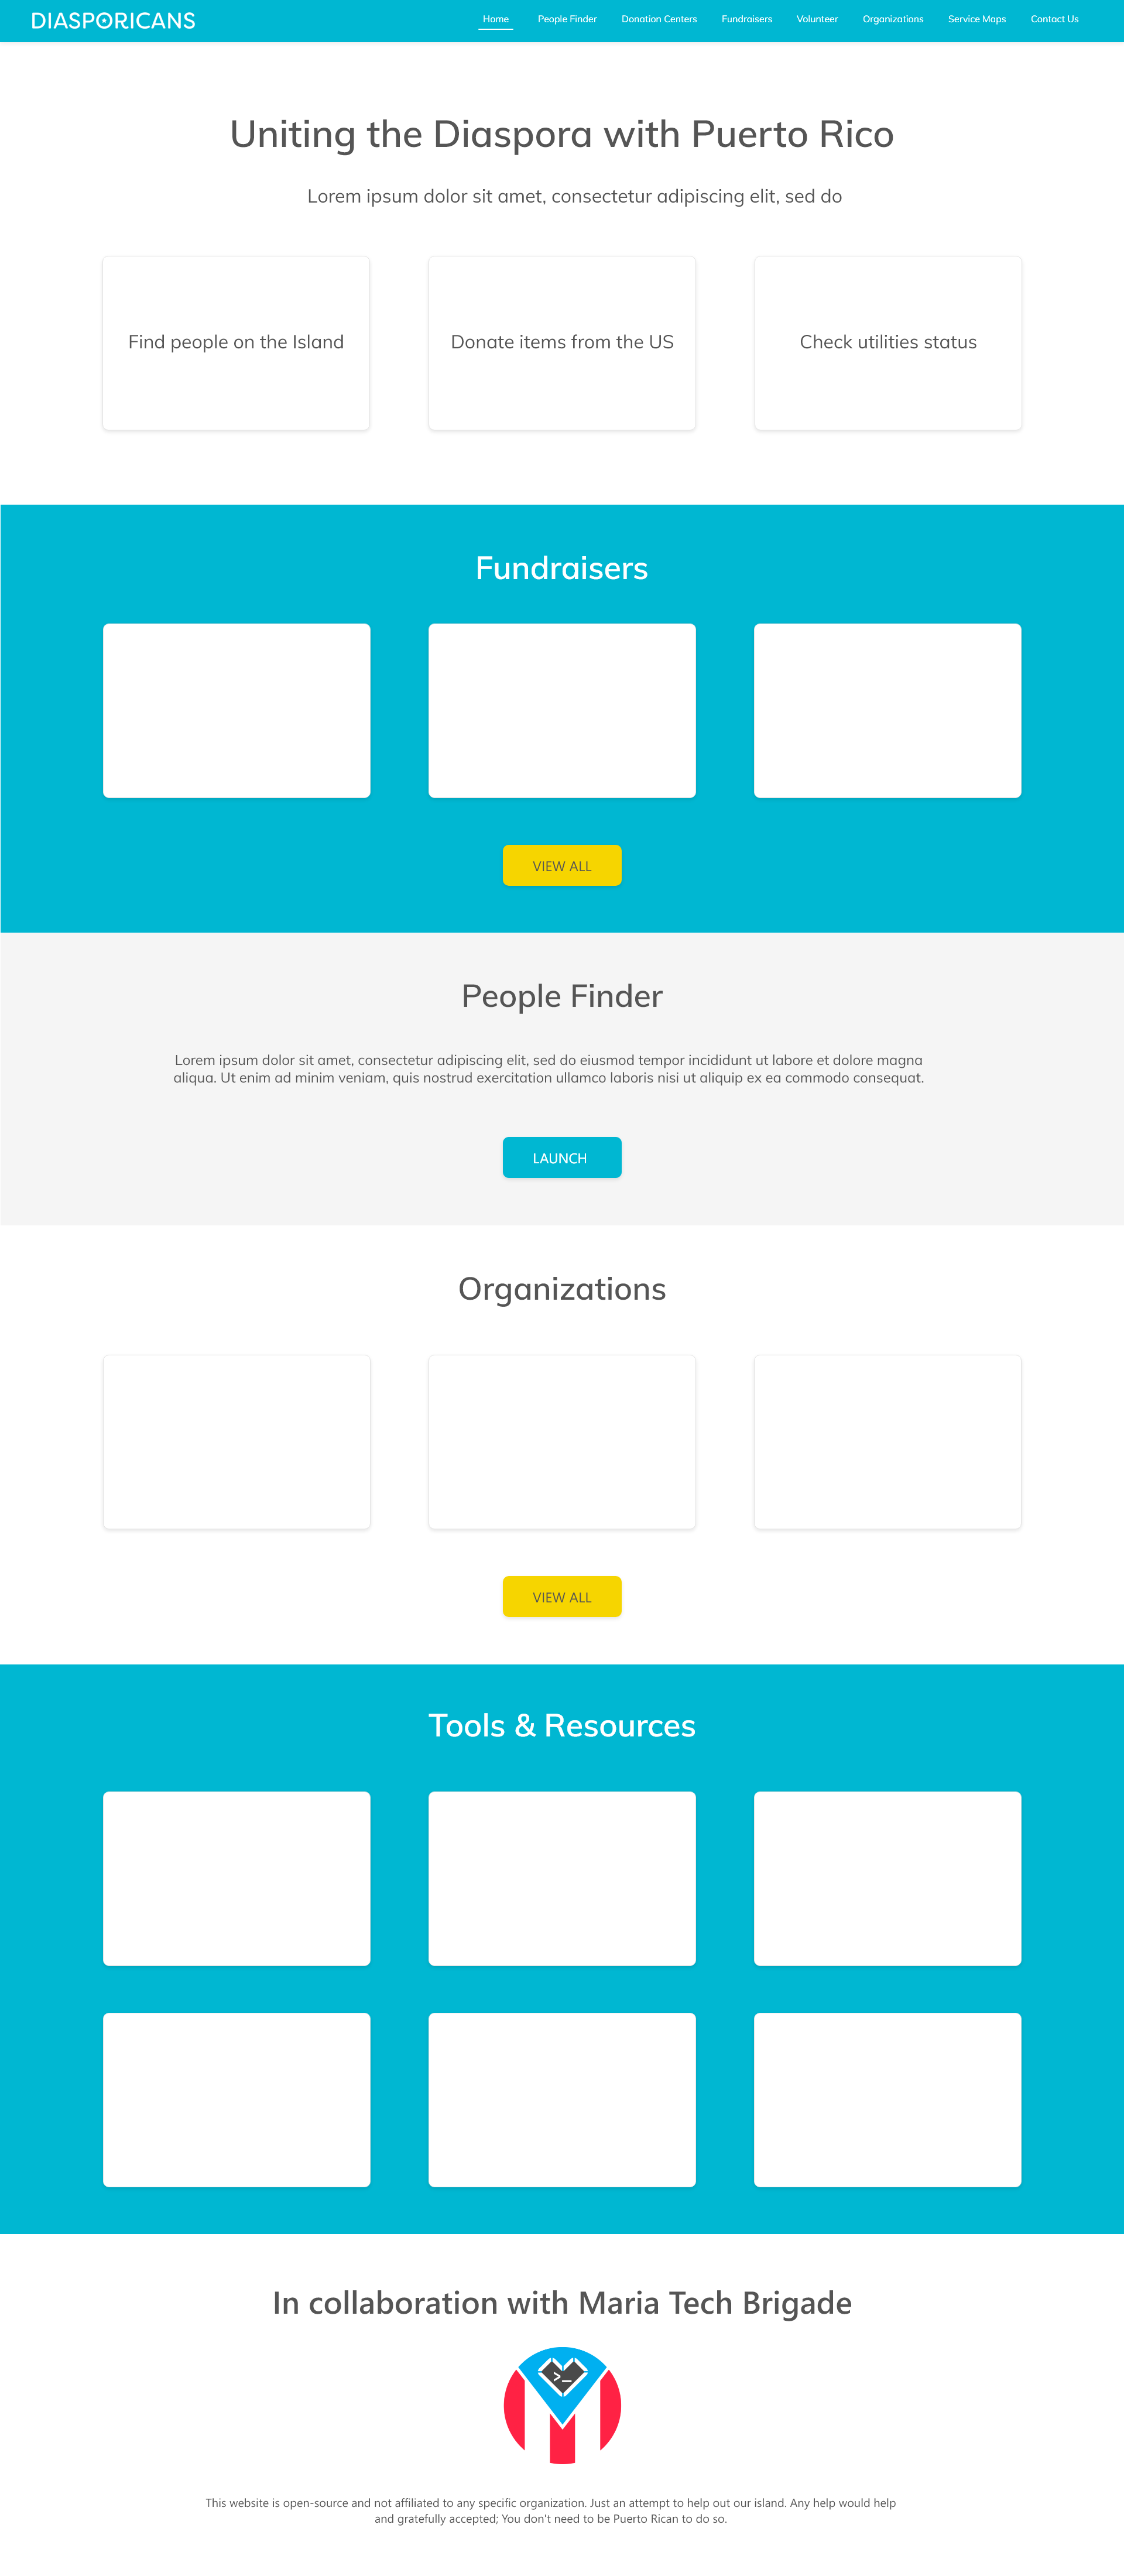 DIASPORICANS
Home People Finder Donation Centers Fundraisers Volunteer Organizations Service Maps Contact Us
Uniting the Diaspora with Puerto Rico
Lorem ipsum dolor sit amet, consectetur adipiscing elit, sed do
Find people on the Island
Donate items from the US
Check utilities status
Fundraisers
VIEW ALL
People Finder
Lorem ipsum dolor sit amet, consectetur adipiscing elit, sed do eiusmod tempor incididunt ut labore et dolore magna
aliqua. Ut enim ad minim veniam, quis nostrud exercitation ullamco laboris nisi ut aliquip ex ea commodo consequat.
LAUNCH
Organizations
VIEW ALL
Tools & Resources
In collaboration with Maria Tech Brigade
>_
This website is open-source and not affiliated to any specific organization. Just an attempt to help out our island. Any help would help
and gratefully accepted; You don't need to be Puerto Rican to do so.